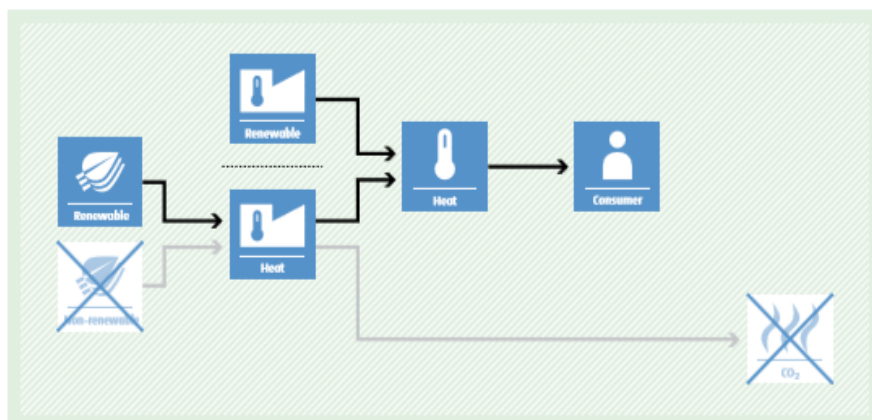 Renewable
Renewable
Heat
Consumer
Heat
Non-renewable
CO₂